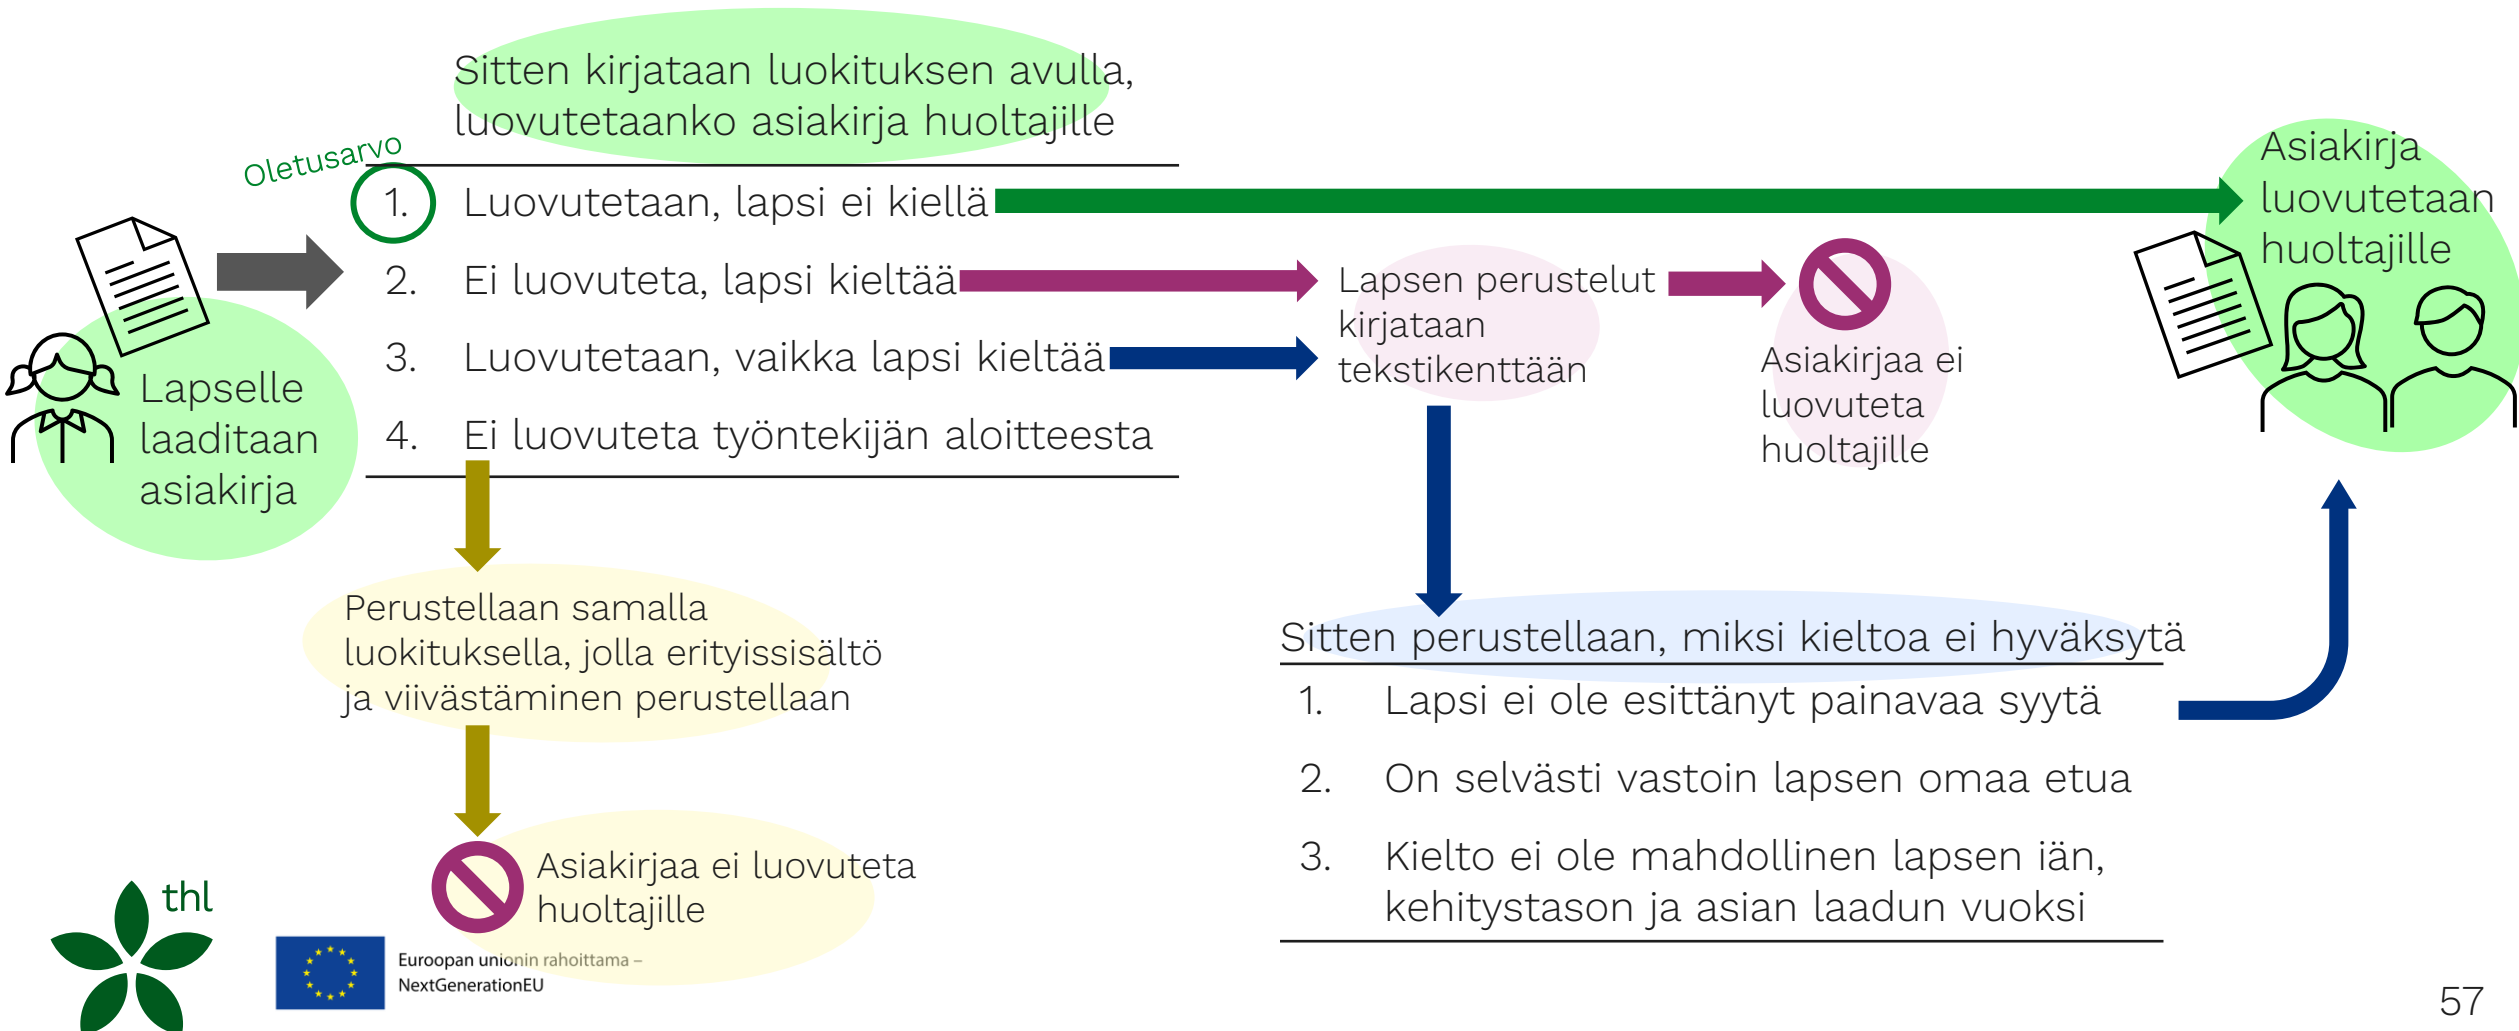 Sitten kirjataan luokituksen avulla,
luovutetaanko asiakirja huoltajille
Oletusarvo
1. Luovutetaan, lapsi ei kiellä
2. Ei luovuteta, lapsi kieltää
3. Luovutetaan, vaikka lapsi kieltää
4. Ei luovuteta työntekijän aloitteesta
Lapselle
laaditaan
asiakirja
Lapsen perustelut
kirjataan
tekstikenttään
Asiakirjaa ei
luovuteta
huoltajille
Asiakirja
luovutetaan
huoltajille
Perustellaan samalla
luokituksella, jolla erityissisältö
ja viivästäminen perustellaan
Asiakirjaa ei luovuteta
huoltajille
Sitten perustellaan, miksi kieltoa ei hyväksytä
1. Lapsi ei ole esittänyt painavaa syytä
2. On selvästi vastoin lapsen omaa etua
3. Kielto ei ole mahdollinen lapsen iän,
kehitystason ja asian laadun vuoksi
thl
Euroopan unionin rahoittama –
NextGenerationEU
57